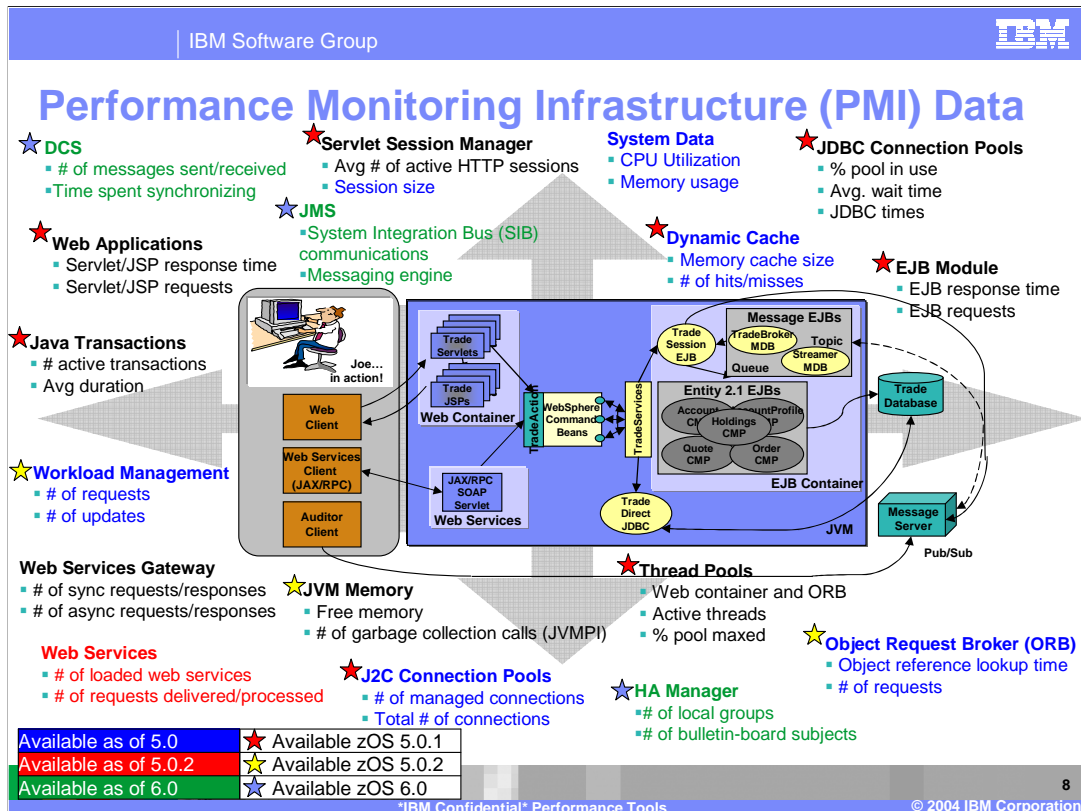 IBM Software Group
IBM
Performance Monitoring Infrastructure (PMI) Data
DCS
# of messages sent/received
Time spent synchronizing
Servlet Session Manager
Avg # of active HTTP sessions
Session size
System Data
CPU Utilization
Memory usage
JDBC Connection Pools
% pool in use
Avg. wait time
JDBC times
JMS
System Integration Bus (SIB)
communications
Messaging engine
Web Applications
Servlet/JSP response time
Servlet/JSP requests
Dynamic Cache
Memory cache size
# of hits/misses
EJB Module
EJB response time
EJB requests
Java Transactions
# active transactions
Avg duration
Joe…
in action!
Web
Client
Web Services
Client
(JAX/RPC)
Auditor
Client
Trade
Servlets
Trade
JSPs
Web Container
JAX/RPC
SOAP
Servlet
Web Services
TradeAction
WebSphere
Command
Beans
TradeServices
Trade
Session
EJB
Message EJBs
TradeBroker
MDB
Topic
Streamer
MDB
Queue
Entity 2.1 EJBs
Account
Holdings
CMP
Quote
CMP
Order
CMP
EJB Container
Trade
Direct
JDBC
JVM
Trade
Database
Message
Server
Pub/Sub
Workload Management
# of requests
# of updates
Web Services Gateway
# of sync requests/responses
# of async requests/responses
JVM Memory
Free memory
# of garbage collection calls (JVMPI)
Thread Pools
Web container and ORB
Active threads
% pool maxed
Object Request Broker (ORB)
Object reference lookup time
# of requests
Web Services
# of loaded web services
# of requests delivered/processed
J2C Connection Pools
# of managed connections
Total # of connections
HA Manager
# of local groups
# of bulletin-board subjects
Available as of 5.0 Available zOS 5.0.1
Available as of 5.0.2 Available zOS 5.0.2
Available as of 6.0 Available zOS 6.0
8
*IBM Confidential* Performance Tools
© 2004 IBM Corporation